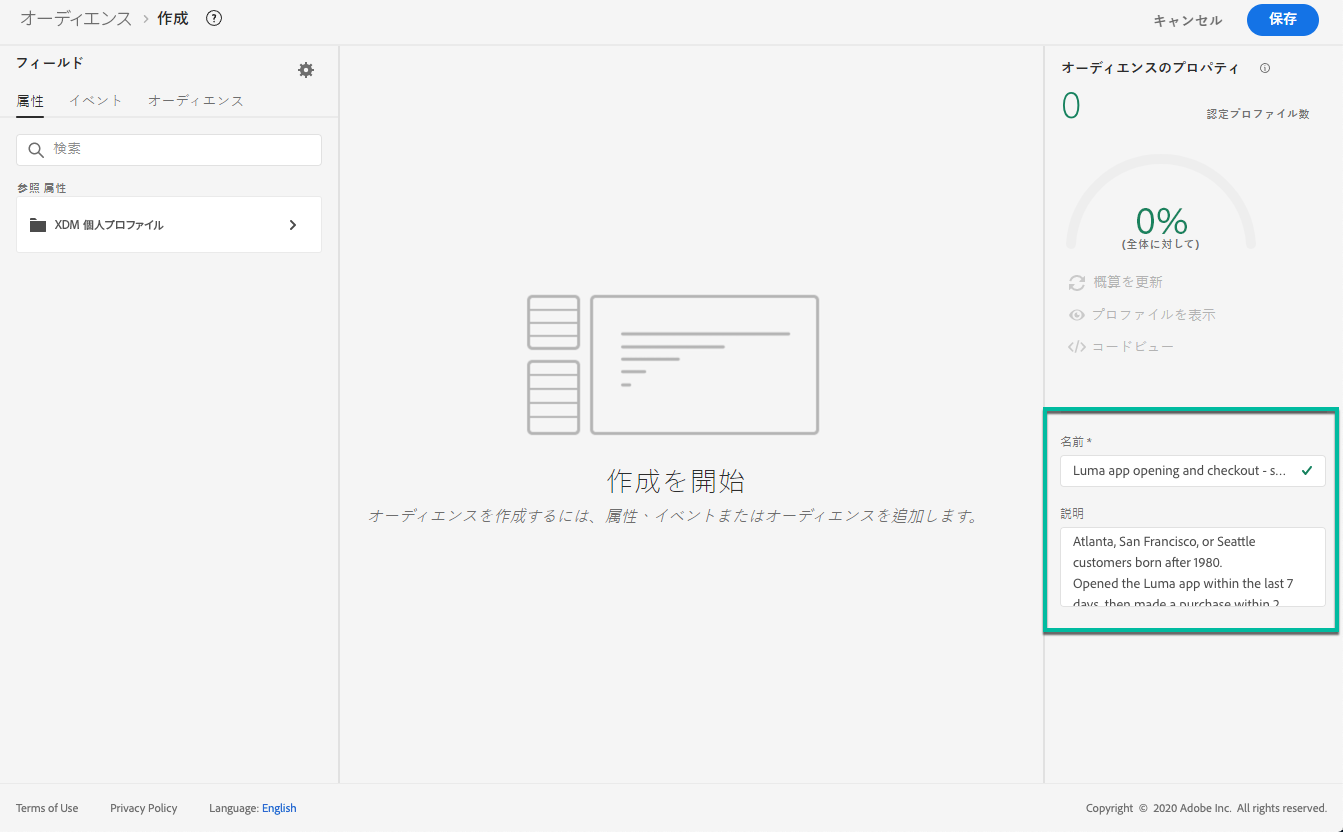 オーディエンス › 作成 ?
キャンセル
保存
フィールド
属性 イベント オーディエンス
検索
参照 属性
XDM 個人プロファイル
作成を開始
オーディエンスを作成するには、属性・イベントまたはオーディエンスを追加します。
オーディエンスのプロパティ
0
認定プロファイル数
0%
(全体に対して)
概算を更新
プロファイルを表示
</> コードビュー
名前 *
Luma app opening and checkout - s...
説明
Atlanta, San Francisco, or Seattle
customers born after 1980.
Opened the Luma app within the last 7
days, then made a purchase within 2
Terms of Use Privacy Policy Language: English
Copyright © 2020 Adobe Inc. All rights reserved.